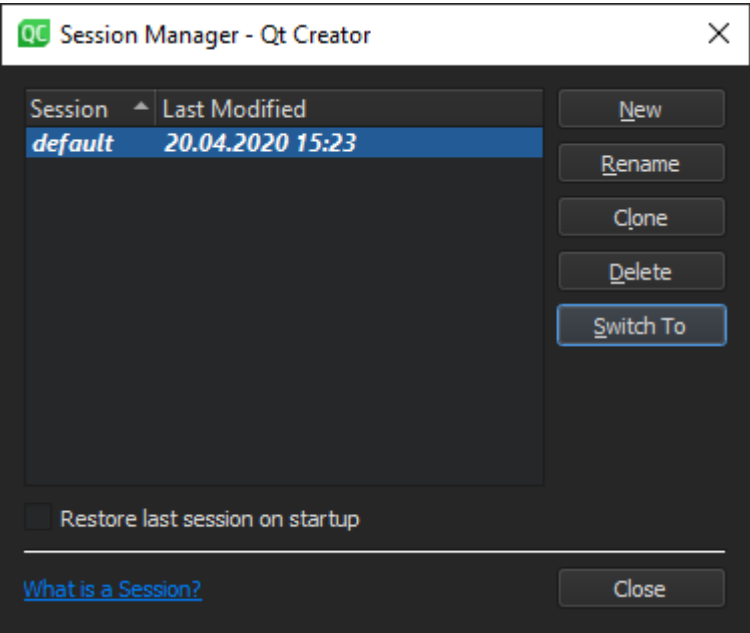 QC Session Manager - Qt Creator
Session Last Modified
default 20.04.2020 15:23
New
Rename
Clone
Delete
Switch To
Restore last session on startup
What is a Session?
Close